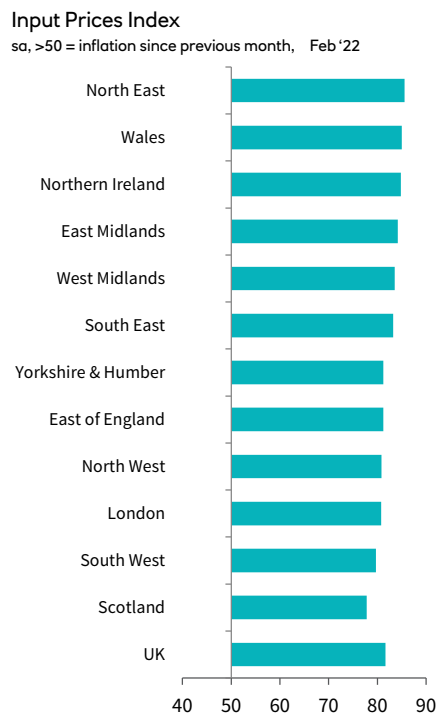 Input Prices Index
sa, >50 = inflation since previous month, Feb ‘22
North East
Wales
Northern Ireland
East Midlands
West Midlands
South East
Yorkshire & Humber
East of England
North West
London
South West
Scotland
UK
40 50 60 70 80 90